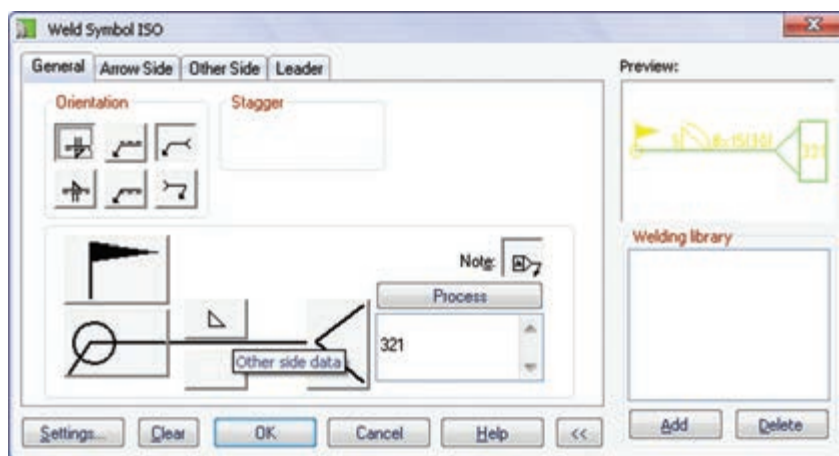 Weld Symbol ISO
General Arrow Side Other Side Leader
Orientation
Stagger
Note:
Process
321
Other side data
Settings... Clear OK Cancel Help <<
Preview:
321
Welding library
Add Delete